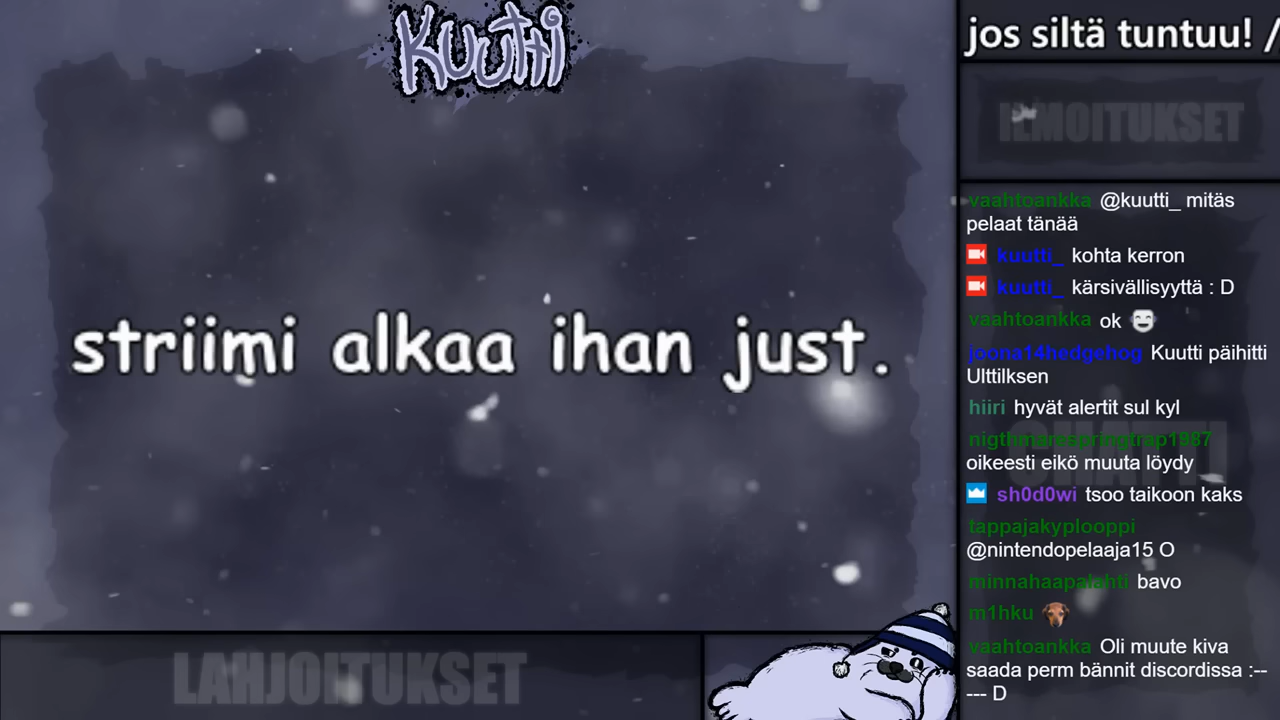 Kuutti
jos siltä tuntuu! /
ILMOITUKSET
vaahtoankka @kuutti_ mitäs
pelaat tänää
kuutti_ kohta kerron
kuutti_ kärsivällisyyttä : D
vaahtoankka ok
joona14hedgehog Kuutti päihitti
Ulttilksen
hiiri hyvät alertit sul kyl
nigthmarespringtrap1987
oikeesti eikö muuta löydy
sh0d0wi tsoo taikoon kaks
tappajakyplooppi
@nintendopelaaja15 O
minnahaapalahti bavo
m1hku
vaahtoankka Oli muute kiva
saada perm bännit discordissa :--
---- D
CHATTI
striimi alkaa ihan just.
LAHJOITUKSET